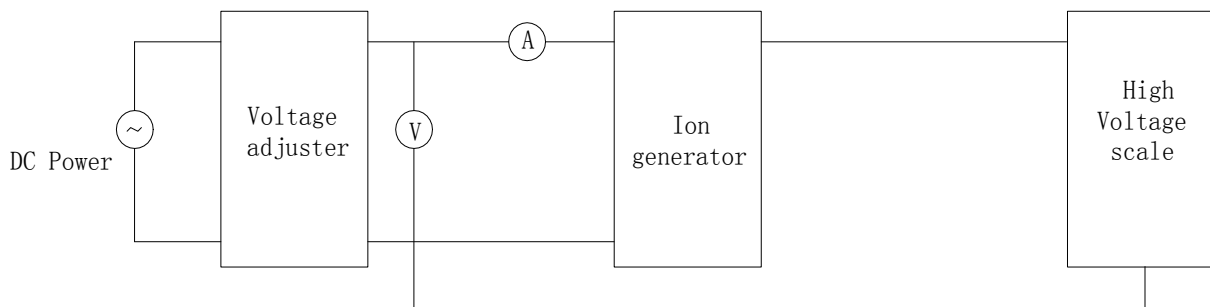 A
Voltage
adjuster
V
Ion
generator
High
Voltage
scale
~
DC Power